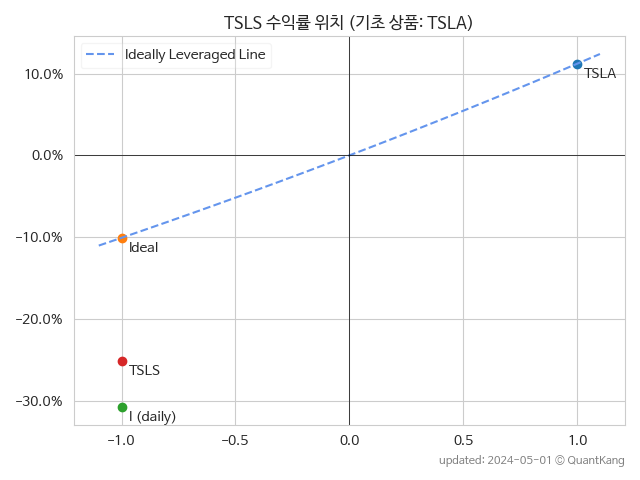 TSLS 수익률 위치 (기초 상품: TSLA)
Ideally Leveraged Line
10.0%
TSLA
0.0%
−10.0%
Ideal
−20.0%
TSLS
−30.0%
I (daily)
−1.0
−0.5
0.0
0.5
1.0
updated: 2024-05-01 © QuantKang